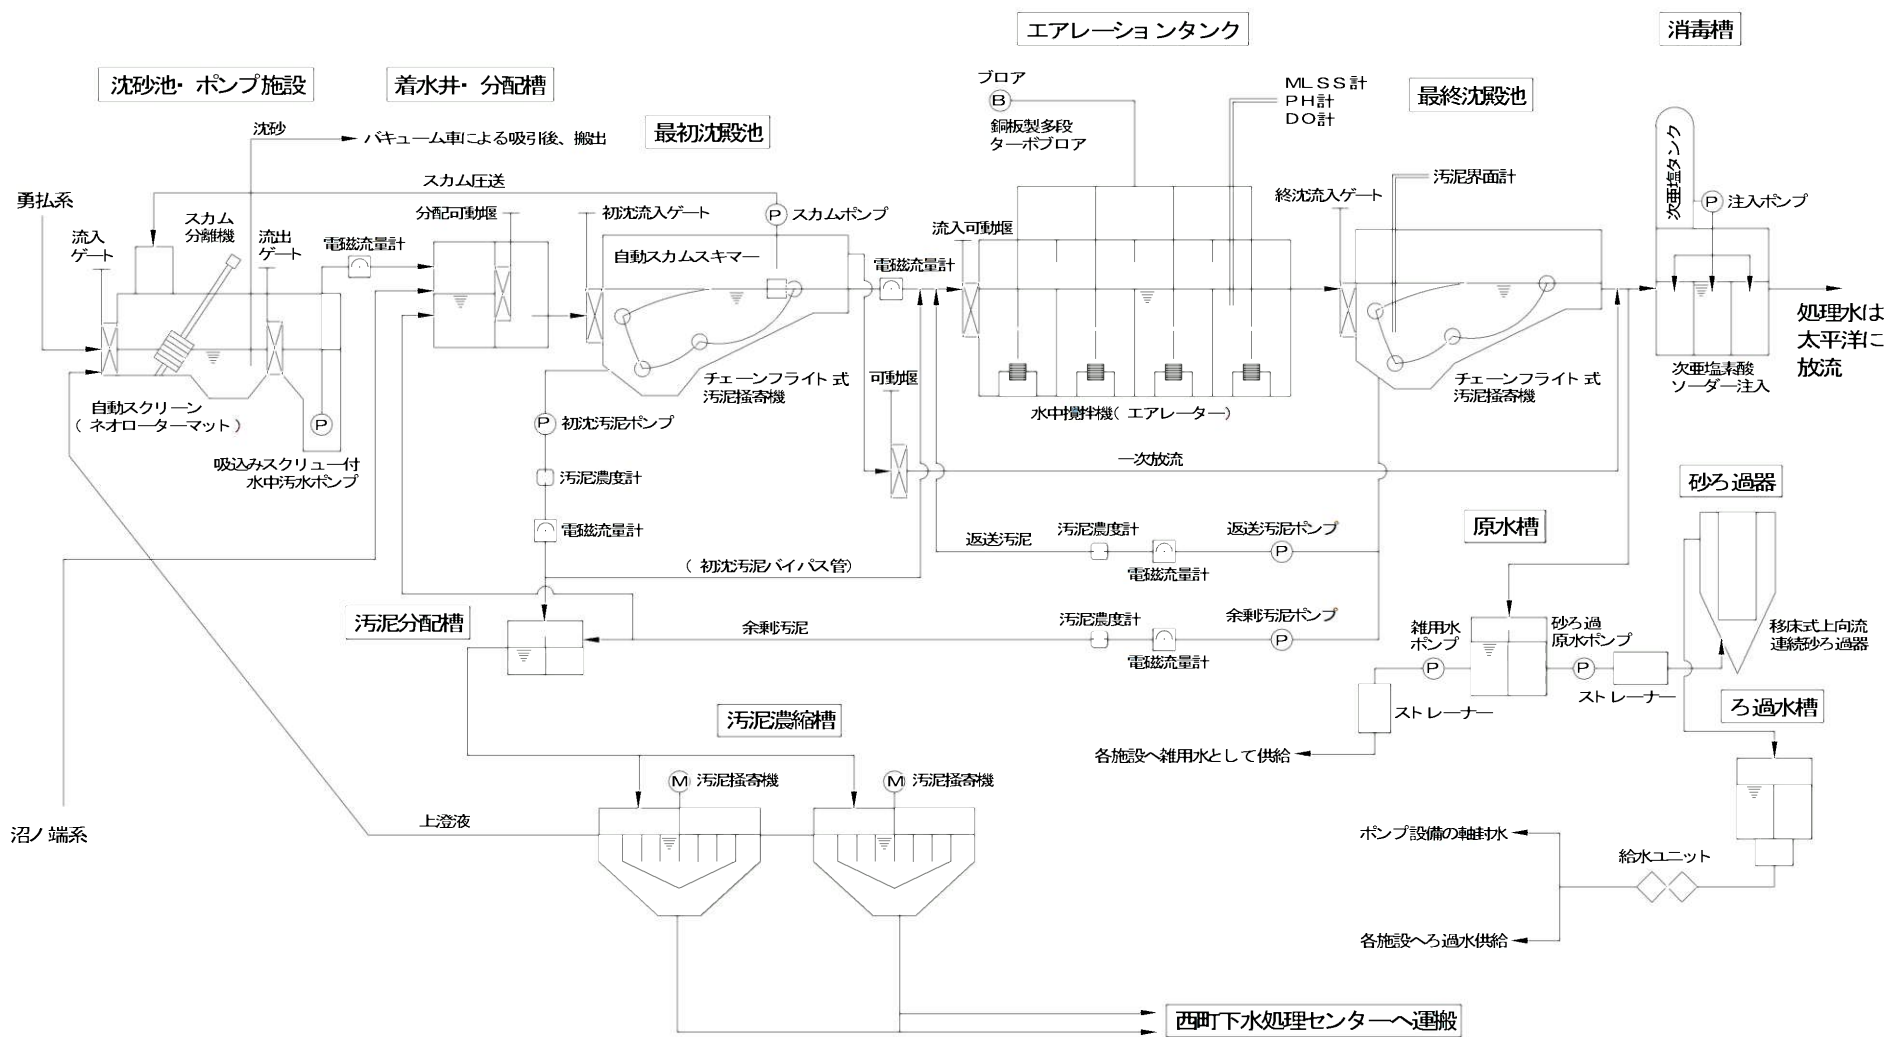 エアレーションタンク
消毒槽
沈砂池・ポンプ施設
着水井・分配槽
最終沈殿池
最初沈殿池
ブロア
B
鋼板製多段
ターボブロア
MLSS計
PH計
DO計
沈砂
バキューム車による吸引後、搬出
スカム圧送
次亜塩タンク
P
注入ポンプ
勇払系
スカム
分離機
流入
ゲート
流出
ゲート
電磁流量計
分配可動堰
初沈流入ゲート
P
スカムポンプ
自動スカムスキマー
電磁流量計
流入可動堰
終沈流入ゲート
汚泥界面計
処理水は
太平洋に
放流
次亜塩素酸
ソーダー注入
自動スクリーン
(ネオローターマット)
P
吸込みスクリュー付
水中汚水ポンプ
チェーンフライト式
汚泥掻寄機
可動堰
水中攪拌機(エアレーター)
チェーンフライト式
汚泥掻寄機
P
初沈汚泥ポンプ
汚泥濃度計
電磁流量計
一次放流
砂ろ過器
原水槽
返送汚泥
汚泥濃度計
電磁流量計
返送汚泥ポンプ
P
(初沈汚泥バイパス管)
汚泥分配槽
余剰汚泥
汚泥濃度計
電磁流量計
余剰汚泥ポンプ
P
雑用水
ポンプ
P
砂ろ過
原水ポンプ
P
移床式上向流
連続砂ろ過器
ストレーナー
ストレーナー
ろ過水槽
汚泥濃縮槽
各施設へ雑用水として供給
M
汚泥掻寄機
M
汚泥掻寄機
沼ノ端系
上澄液
ポンプ設備の軸封水
給水ユニット
各施設へろ過水供給
西町下水処理センターへ運搬